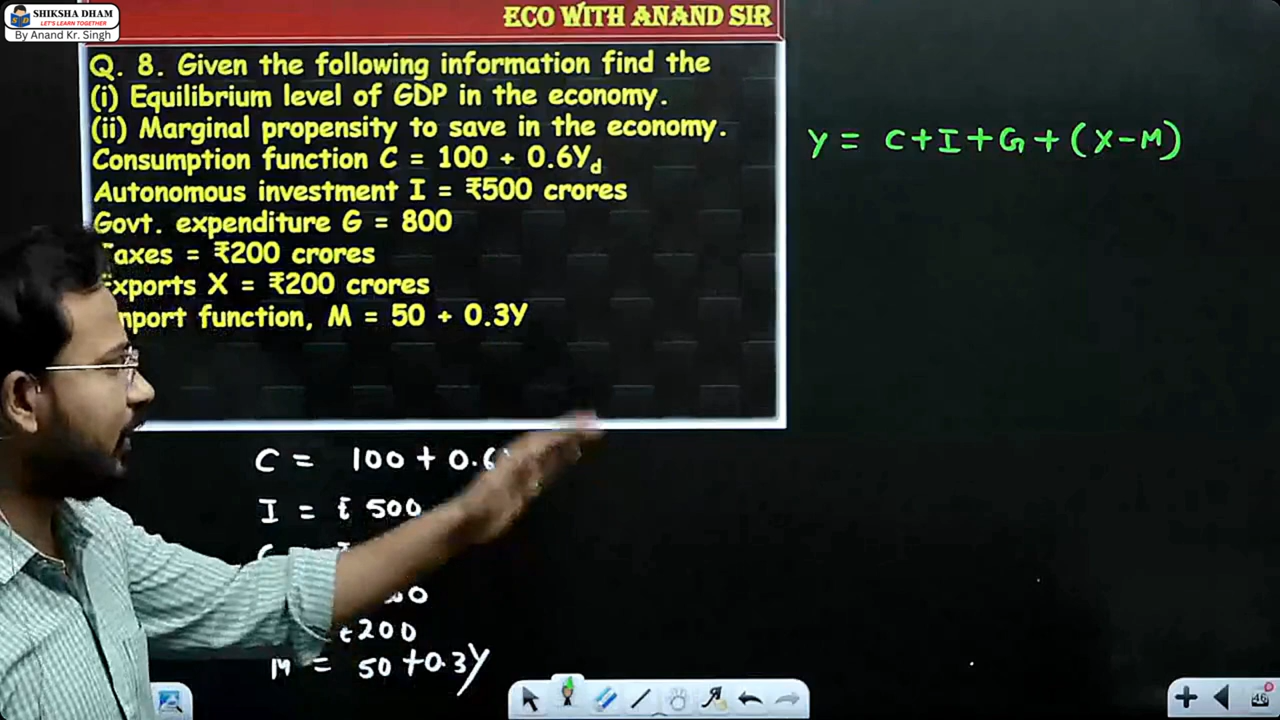 SHIKSHA DHAM
LET'S LEARN TOGETHER
By Anand Kr. Singh
ECO WITH ANAND SIR
Q. 8. Given the following information find the
(i) Equilibrium level of GDP in the economy.
(ii) Marginal propensity to save in the economy.
Consumption function C = 100 + 0.6Yd
Autonomous investment I = ₹500 crores
Govt. expenditure G = 800
axes = ₹200 crores
xports X = ₹200 crores
port function, M = 50 + 0.3Y
Y = C+I+G+(X-M)
C = 100 + 0.6
I = ₹ 500
₹200
M = 50 +0.3Y
46